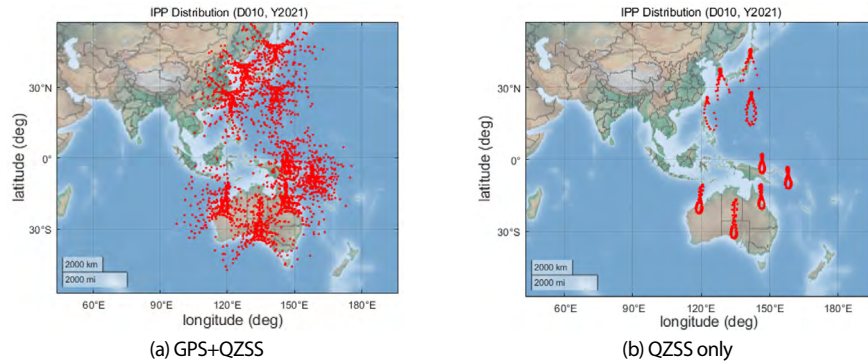 IPP Distribution (D010, Y2021)
30°N
0°
30°S
latitude (deg)
2000 km
2000 mi
60°E
90°E
120°E
150°E
180°E
longitude (deg)
(a) GPS+QZSS
IPP Distribution (D010, Y2021)
30°N
0°
30°S
latitude (deg)
2000 km
2000 mi
60°E
90°E
120°E
150°E
180°E
longitude (deg)
(b) QZSS only